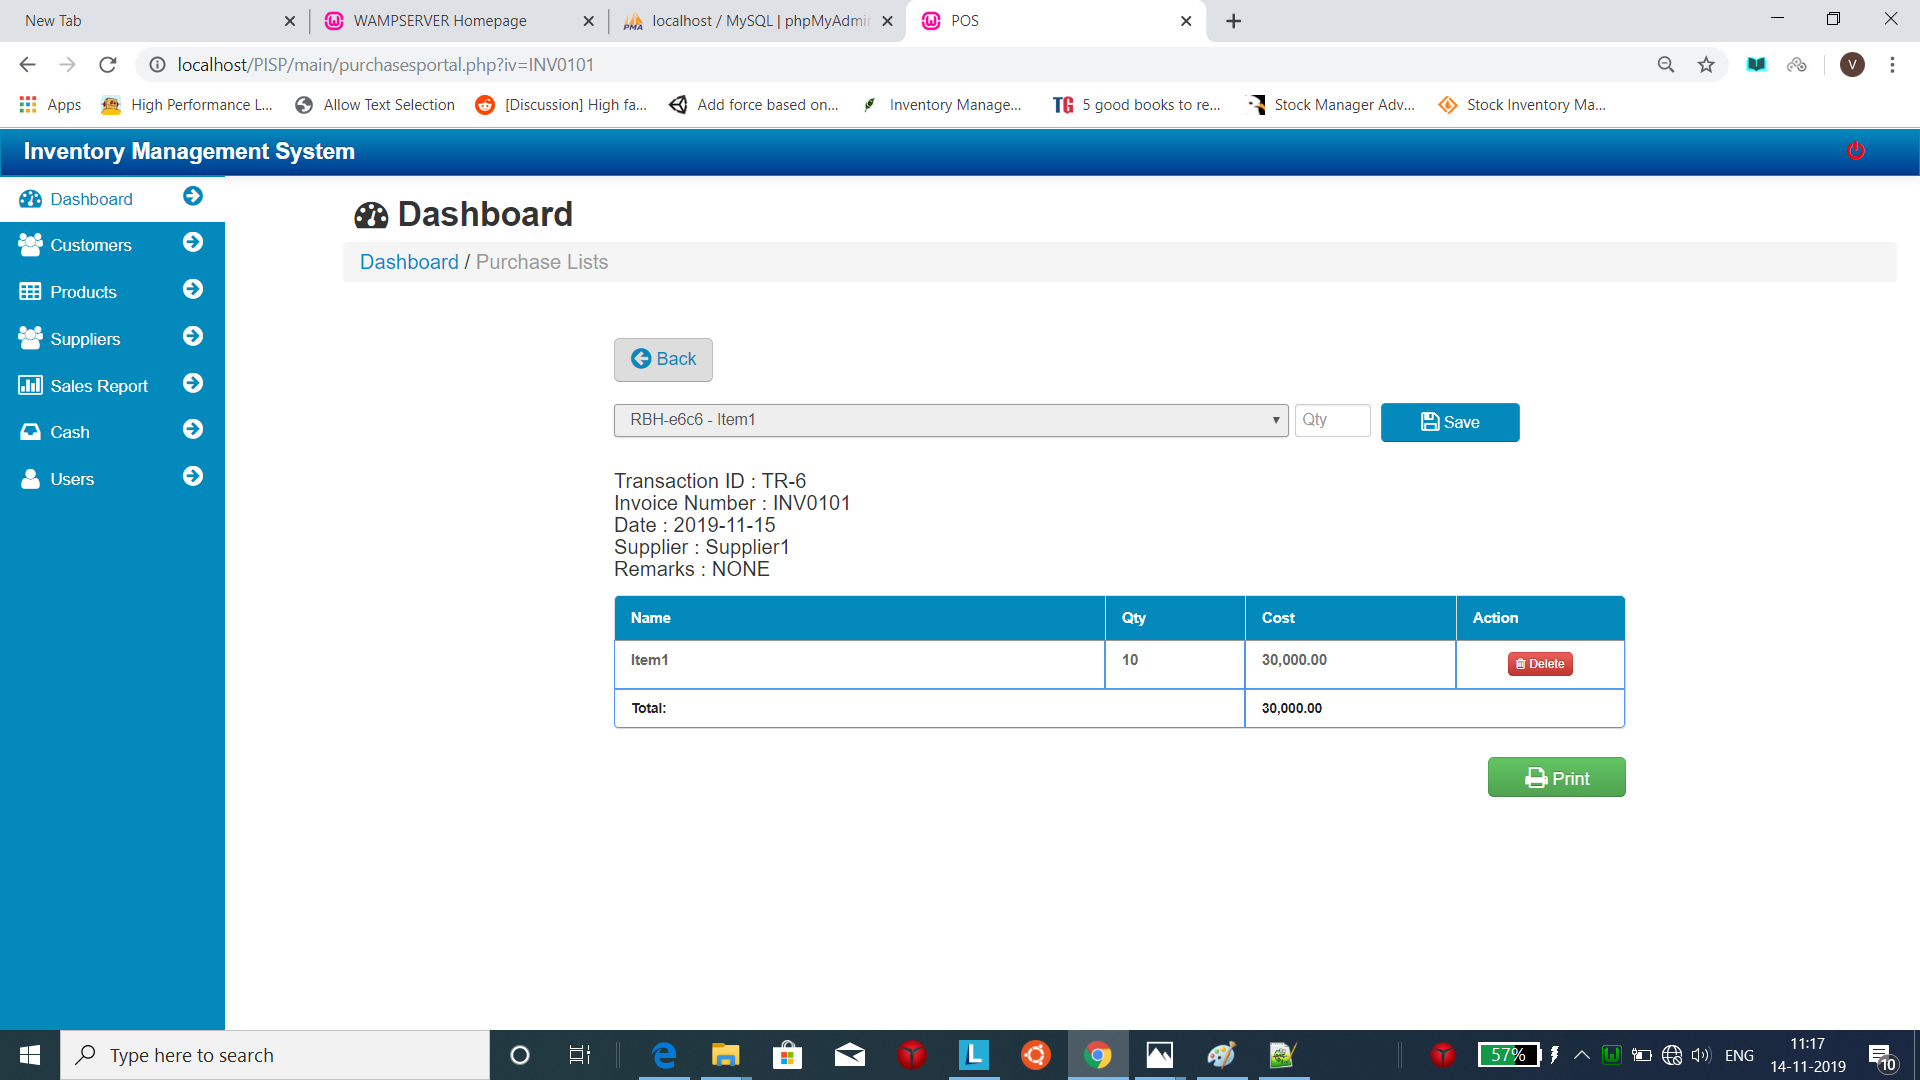 New Tab
WAMPSERVER Homepage
localhost / MySQL | phpMyAdmin
POS
localhost/PISP/main/purchasesportal.php?iv=INV0101
V
Apps
High Performance L...
Allow Text Selection
[Discussion] High fa...
Add force based on...
Inventory Manage...
TG 5 good books to re...
Stock Manager Adv...
Stock Inventory Ma...
Inventory Management System
Dashboard
Customers
Products
Suppliers
Sales Report
Cash
Users
Dashboard
Dashboard / Purchase Lists
Back
RBH-e6c6 - Item1
Qty
Save
Transaction ID : TR-6
Invoice Number : INV0101
Date : 2019-11-15
Supplier : Supplier1
Remarks : NONE
Name Qty Cost Action
Item1 10 30,000.00 Delete
Total: 30,000.00
Print
Type here to search
57%
ENG
11:17
14-11-2019
10